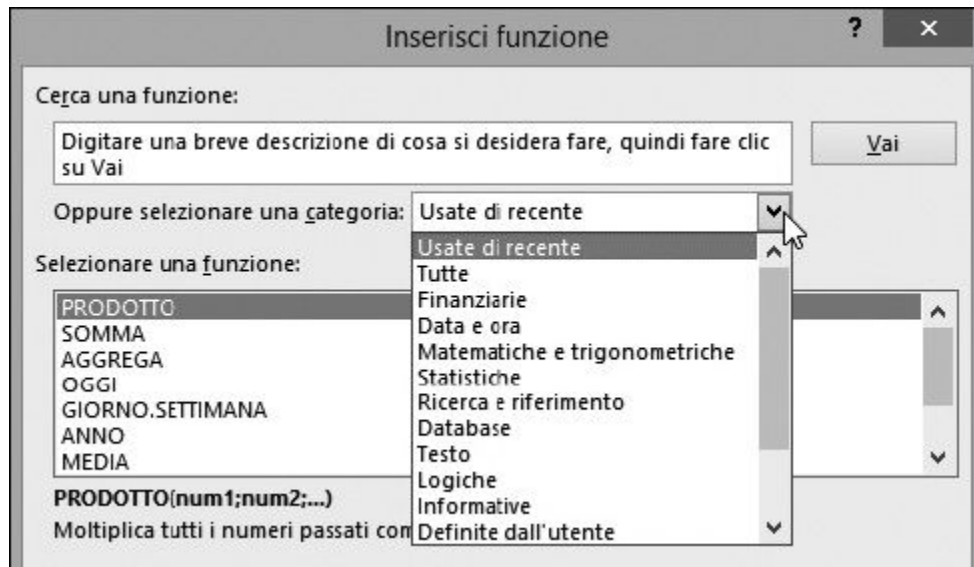 Inserisci funzione ? ×
Cerca una funzione:
Digitare una breve descrizione di cosa si desidera fare, quindi fare clic
su Vai
Vai
Oppure selezionare una categoria: Usate di recente
Usate di recente
Tutte
Finanziarie
Data e ora
Matematiche e trigonometriche
Statistiche
Ricerca e riferimento
Database
Testo
Logiche
Informative
Definite dall'utente
Selezionare una funzione:
PRODOTTO
SOMMA
AGGREGA
OGGI
GIORNO.SETTIMANA
ANNO
MEDIA
PRODOTTO(num1;num2;...)
Moltiplica tutti i numeri passati